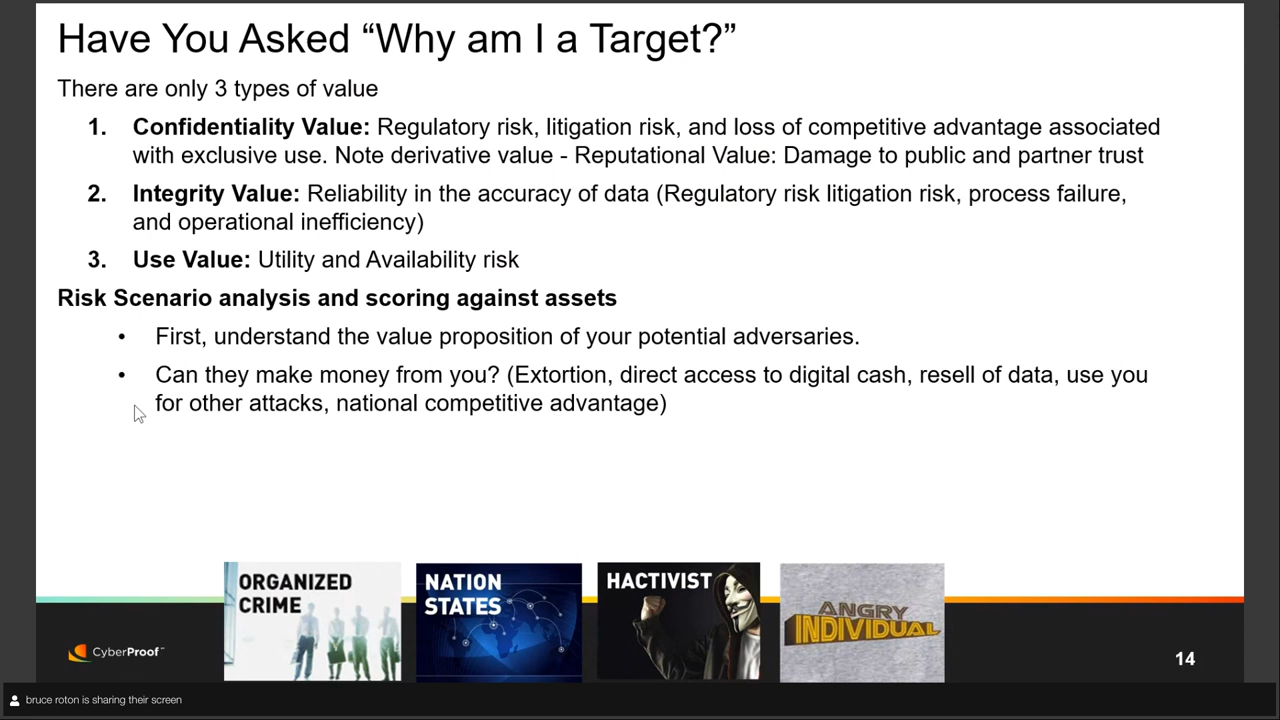 Have You Asked “Why am I a Target?”
There are only 3 types of value
1. Confidentiality Value: Regulatory risk, litigation risk, and loss of competitive advantage associated
with exclusive use. Note derivative value - Reputational Value: Damage to public and partner trust
2. Integrity Value: Reliability in the accuracy of data (Regulatory risk litigation risk, process failure,
and operational inefficiency)
3. Use Value: Utility and Availability risk
Risk Scenario analysis and scoring against assets
• First, understand the value proposition of your potential adversaries.
• Can they make money from you? (Extortion, direct access to digital cash, resell of data, use you
for other attacks, national competitive advantage)
ORGANIZED
CRIME
NATION
STATES
HACTIVIST
ANGRY
INDIVIDUAL
CyberProof™
14
bruce roton is sharing their screen